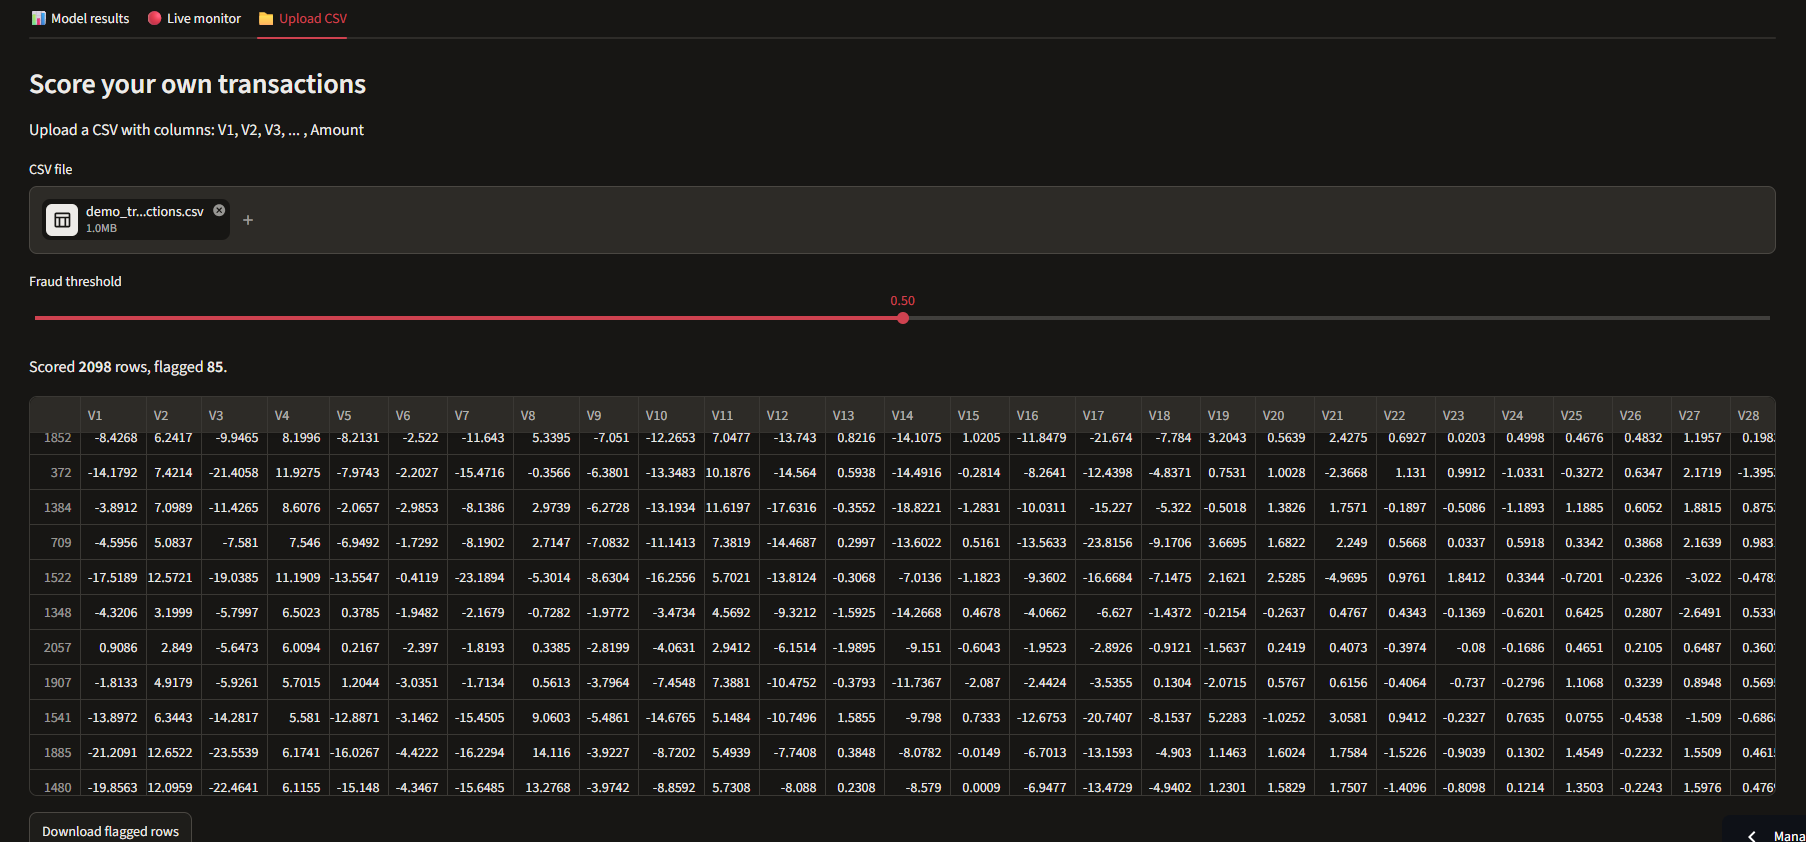 Model results Live monitor Upload CSV
Score your own transactions
Upload a CSV with columns: V1, V2, V3, ... , Amount
CSV file
demo_tr...ctions.csv
1.0MB
Fraud threshold
0.50
Scored 2098 rows, flagged 85.
V1 V2 V3 V4 V5 V6 V7 V8 V9 V10 V11 V12 V13 V14 V15 V16 V17 V18 V19 V20 V21 V22 V23 V24 V25 V26 V27 V28
1852 -8.4268 6.2417 -9.9465 8.1996 -8.2131 -2.522 -11.643 5.3395 -7.051 -12.2653 7.0477 -13.743 0.8216 -14.1075 1.0205 -11.8479 -21.674 -7.784 3.2043 0.5639 2.4275 0.6927 0.0203 0.4998 0.4676 0.4832 1.1957 0.198
372 -14.1792 7.4214 -21.4058 11.9275 -7.9743 -2.2027 -15.4716 -0.3566 -6.3801 -13.3483 10.1876 -14.564 0.5938 -14.4916 -0.2814 -8.2641 -12.4398 -4.8371 0.7531 1.0028 -2.3668 1.131 0.9912 -1.0331 -0.3272 0.6347 2.1719 -1.395
1384 -3.8912 7.0989 -11.4265 8.6076 -2.0657 -2.9853 -8.1386 2.9739 -6.2728 -13.1934 11.6197 -17.6316 -0.3552 -18.8221 -1.2831 -10.0311 -15.227 -5.322 -0.5018 1.3826 1.7571 -0.1897 -0.5086 -1.1893 1.1885 0.6052 1.8815 0.875
709 -4.5956 5.0837 -7.581 7.546 -6.9492 -1.7292 -8.1902 2.7147 -7.0832 -11.1413 7.3819 -14.4687 0.2997 -13.6022 0.5161 -13.5633 -23.8156 -9.1706 3.6695 1.6822 2.249 0.5668 0.0337 0.5918 0.3342 0.3868 2.1639 0.983
1522 -17.5189 12.5721 -19.0385 11.1909 -13.5547 -0.4119 -23.1894 -5.3014 -8.6304 -16.2556 5.7021 -13.8124 -0.3068 -7.0136 -1.1823 -9.3602 -16.6684 -7.1475 2.1621 2.5285 -4.9695 0.9761 1.8412 0.3344 -0.7201 -0.2326 -3.022 -0.478
1348 -4.3206 3.1999 -5.7997 6.5023 0.3785 -1.9482 -2.1679 -0.7282 -1.9772 -3.4734 4.5692 -9.3212 -1.5925 -14.2668 0.4678 -4.0662 -6.627 -1.4372 -0.2154 -0.2637 0.4767 0.4343 -0.1369 -0.6201 0.6425 0.2807 -2.6491 0.533
2057 0.9086 2.849 -5.6473 6.0094 0.2167 -2.397 -1.8193 0.3385 -2.8199 -4.0631 2.9412 -6.1514 -1.9895 -9.151 -0.6043 -1.9523 -2.8926 -0.9121 -1.5637 0.2419 0.4073 -0.3974 -0.08 -0.1686 0.4651 0.2105 0.6487 0.360
1907 -1.8133 4.9179 -5.9261 5.7015 1.2044 -3.0351 -1.7134 0.5613 -3.7964 -7.4548 7.3881 -10.4752 -0.3793 -11.7367 -2.087 -2.4424 -3.5355 0.1304 -2.0715 0.5767 0.6156 -0.4064 -0.737 -0.2796 1.1068 0.3239 0.8948 0.569
1541 -13.8972 6.3443 -14.2817 5.581 -12.8871 -3.1462 -15.4505 9.0603 -5.4861 -14.6765 5.1484 -10.7496 1.5855 -9.798 0.7333 -12.6753 -20.7407 -8.1537 5.2283 -1.0252 3.0581 0.9412 -0.2327 0.7635 0.0755 -0.4538 -1.509 -0.686
1885 -21.2091 12.6522 -23.5539 6.1741 -16.0267 -4.4222 -16.2294 14.116 -3.9227 -8.7202 5.4939 -7.7408 0.3848 -8.0782 -0.0149 -6.7013 -13.1593 -4.903 1.1463 1.6024 1.7584 -1.5226 -0.9039 0.1302 1.4549 -0.2232 1.5509 0.461
1480 -19.8563 12.0959 -22.4641 6.1155 -15.148 -4.3467 -15.6485 13.2768 -3.9742 -8.8592 5.7308 -8.088 0.2308 -8.579 0.0009 -6.9477 -13.4729 -4.9402 1.2301 1.5829 1.7507 -1.4096 -0.8098 0.1214 1.3503 -0.2243 1.5976 0.476
Download flagged rows
Mana